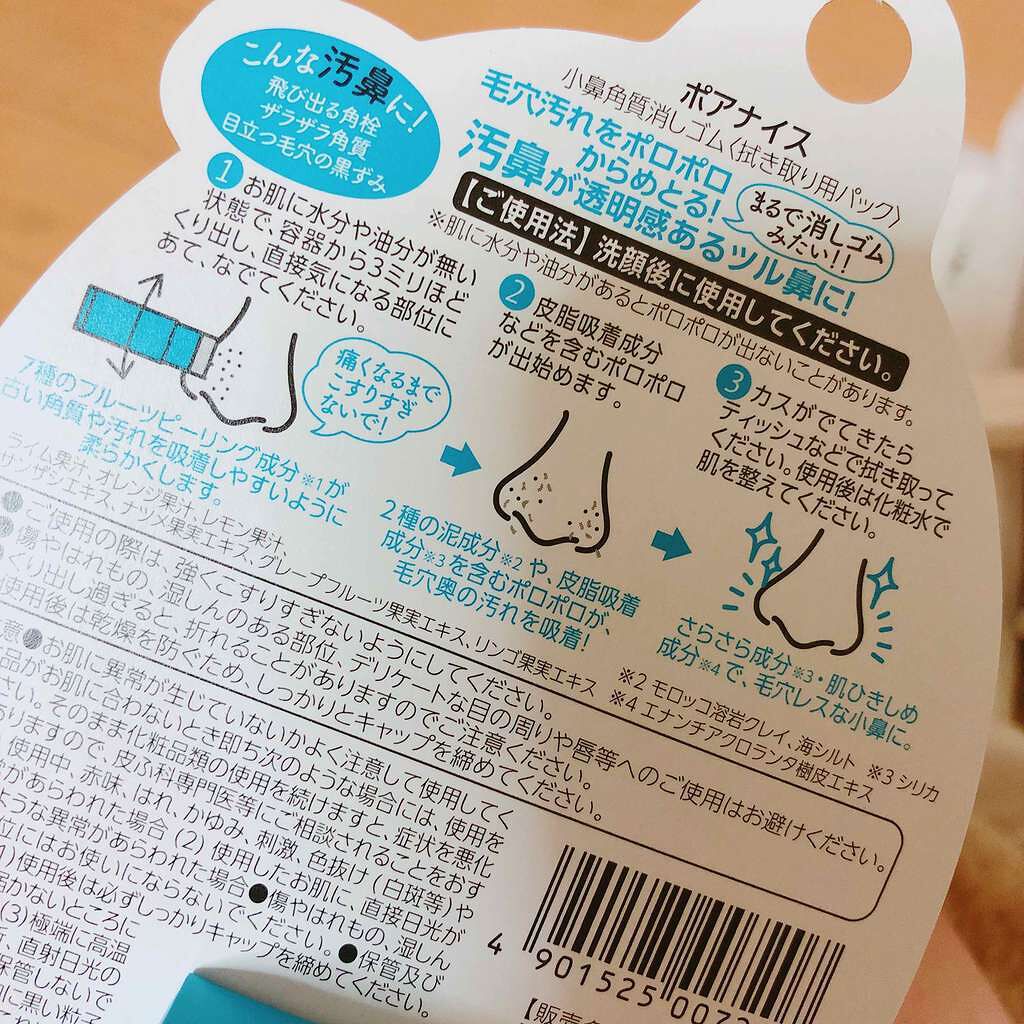 こんな汚鼻に!
飛び出る角栓
ザラザラ角質
目立つ毛穴の黒ずみ
ポアナイス
小鼻角質消しゴム〈拭き取り用パック〉
毛穴汚れをポロポロ
からめとる!
汚鼻が透明感あるツル鼻に!
まるで消しゴム
みたい!!
【ご使用法】洗顔後に使用してください。
※肌に水分や油分があるとポロポロが出ないことがあります。
1 お肌に水分や油分が無い
状態で、容器から3ミリほど
くり出し、直接気になる部位に
あて、なでてください。
痛くなるまで
こすりすぎ
ないで!
7種のフルーツピーリング成分※1が
古い角質や汚れを吸着しやすいように
柔らかくします。
2 皮脂吸着成分
などを含むポロポロ
が出始めます。
2種の泥成分※2や、皮脂吸着
成分※3を含むポロポロが、
毛穴奥の汚れを吸着!
3 カスがでてきたら
ティッシュなどで拭き取って
ください。使用後は化粧水で
肌を整えてください。
さらさら成分※3・肌ひきしめ
成分※4で、毛穴レスな小鼻に。
ライム果汁、オレンジ果汁、レモン果汁、
サンザシエキス、ナツメ果実エキス、グレープフルーツ果実エキス、リンゴ果実エキス
※2 モロッコ溶岩クレイ、海シルト ※3 シリカ
※4 エナンチアクロランタ樹皮エキス
●ご使用の際は、強くこすりすぎないようにしてください。
●傷やはれもの、湿しんのある部位、デリケートな目の周りや唇等へのご使用はお避けください。
くり出し過ぎると、折れることがありますのでご注意ください。
使用後は乾燥を防ぐため、しっかりとキャップを締めてください。
意●お肌に異常が生じていないかよく注意して使用してく
品がお肌に合わないとき即ち次のような場合には、使用を
さい。そのまま化粧品類の使用を続けますと、症状を悪化
ありますので、皮ふ科専門医等にご相談されることをおす
使用中、赤味、はれ、かゆみ、刺激、色抜け(白斑等)や
があらわれた場合(2)使用したお肌に、直接日光が
ような異常があらわれた場合●傷やはれもの、湿しん
位にはお使いにならないでください。●保管及び
1)使用後は必ずしっかりキャップを締めてください。
届かないところに
(3)極端に高温
直射日光の
保管しないで
に黒い粒子
4 901525 007
【販売